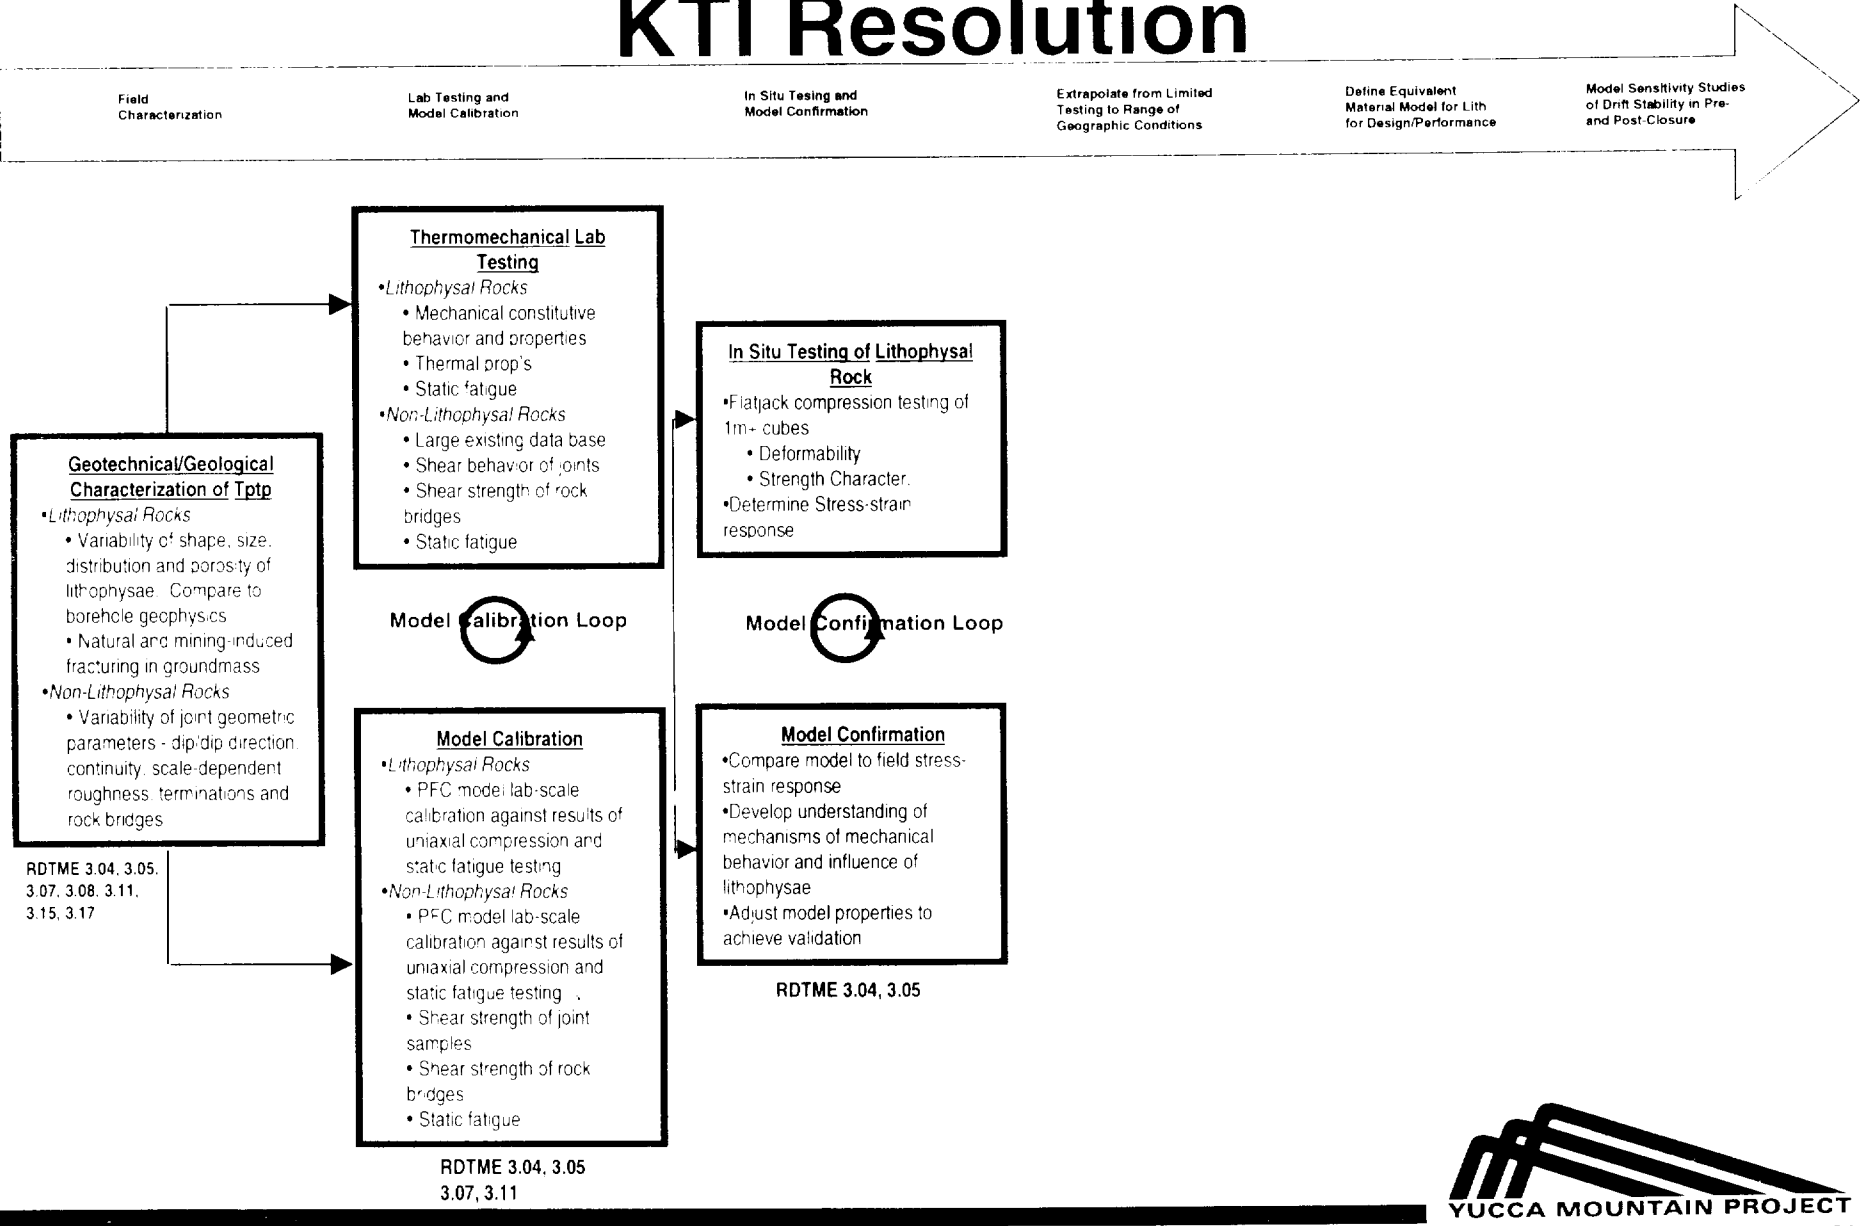 KTI Resolution
Field
Characterization
Lab Testing and
Model Calibration
In Situ Tesing and
Model Confirmation
Extrapolate from Limited
Testing to Range of
Geographic Conditions
Define Equivalent
Material Model for Lith
for Design/Performance
Model Sensitivity Studies
of Drift Stability in Pre-
and Post-Closure
Geotechnical/Geological
Characterization of Tptp
•Lithophysal Rocks
• Variability of shape, size,
distribution and porosity of
lithophysae. Compare to
borehole geophysics
• Natural and mining-induced
fracturing in groundmass
•Non-Lithophysal Rocks
• Variability of joint geometric
parameters - dip/dip direction,
continuity, scale-dependent
roughness, terminations and
rock bridges
RDTME 3.04, 3.05,
3.07, 3.08, 3.11,
3.15, 3.17
Thermomechanical Lab
Testing
•Lithophysal Rocks
• Mechanical constitutive
behavior and properties
• Thermal prop's
• Static fatigue
•Non-Lithophysal Rocks
• Large existing data base
• Shear behavior of joints
• Shear strength of rock
bridges
• Static fatigue
Model Calibration Loop
Model Calibration
•Lithophysal Rocks
• PFC model lab-scale
calibration against results of
uniaxial compression and
static fatigue testing
•Non-Lithophysal Rocks
• PFC model lab-scale
calibration against results of
uniaxial compression and
static fatigue testing
• Shear strength of joint
samples
• Shear strength of rock
bridges
• Static fatigue
RDTME 3.04, 3.05
3.07, 3.11
In Situ Testing of Lithophysal
Rock
•Flatjack compression testing of
1m+ cubes
• Deformability
• Strength Character.
•Determine Stress-strain
response
Model Confirmation Loop
Model Confirmation
•Compare model to field stress-
strain response
•Develop understanding of
mechanisms of mechanical
behavior and influence of
lithophysae
•Adjust model properties to
achieve validation
RDTME 3.04, 3.05
YUCCA MOUNTAIN PROJECT